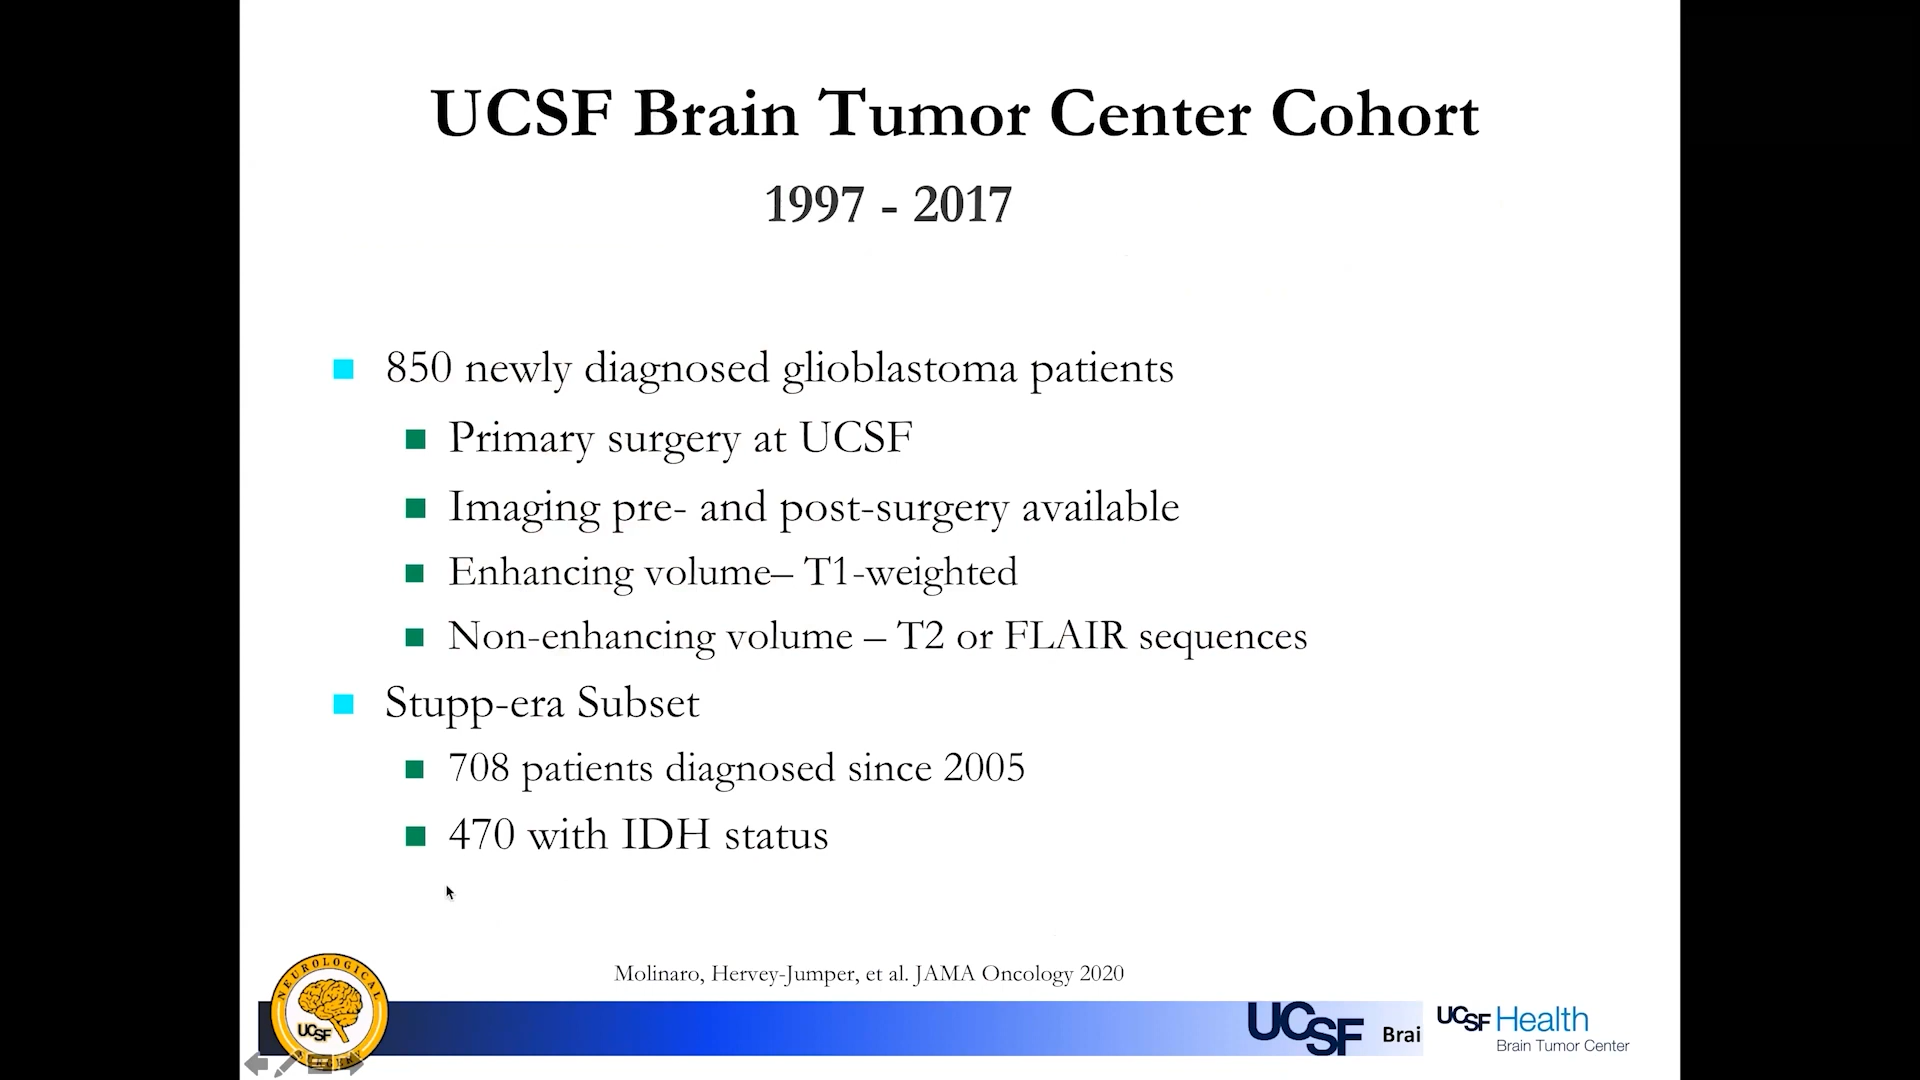 UCSF Brain Tumor Center Cohort
1997 - 2017
850 newly diagnosed glioblastoma patients
Primary surgery at UCSF
Imaging pre- and post-surgery available
Enhancing volume– T1-weighted
Non-enhancing volume – T2 or FLAIR sequences
Stupp-era Subset
708 patients diagnosed since 2005
470 with IDH status
Molinaro, Hervey-Jumper, et al. JAMA Oncology 2020
NEUROLOGICAL
UCSF
SURGERY
UCSF Brai
UCSF Health
Brain Tumor Center